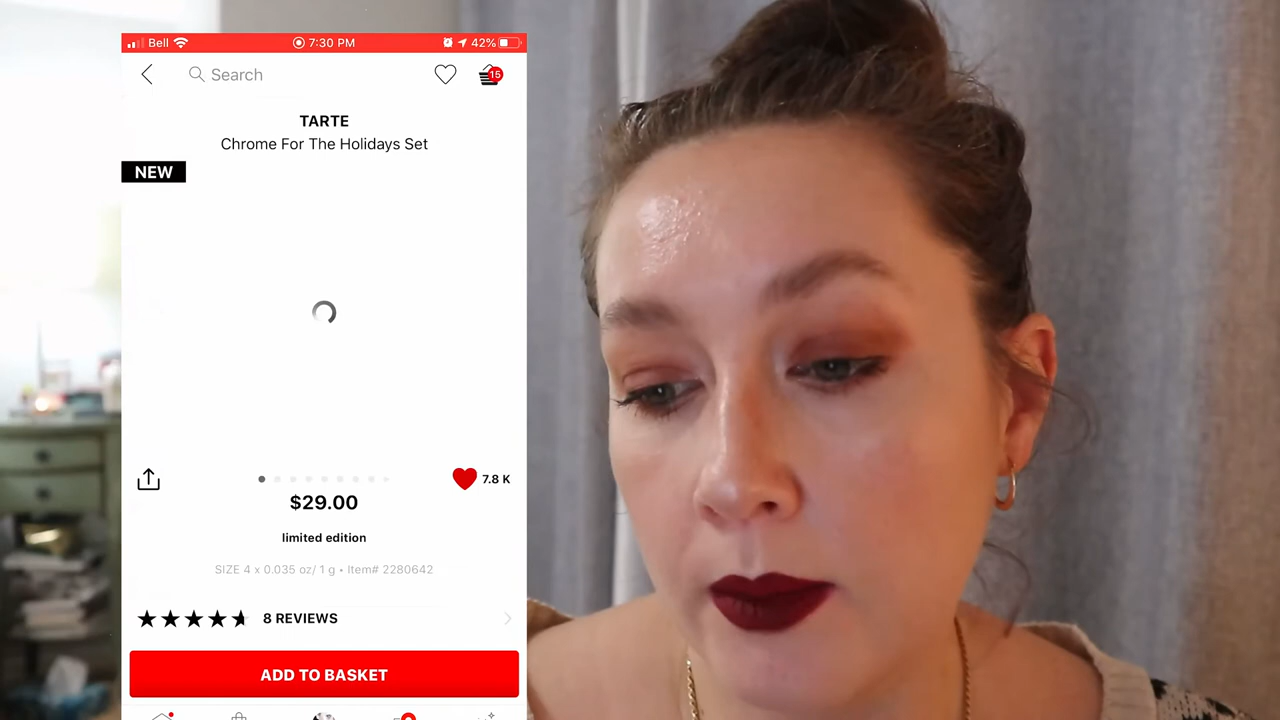 Bell 7:30 PM 42%
Search 15
TARTE
Chrome For The Holidays Set
NEW
7.8 K
$29.00
limited edition
SIZE 4 x 0.035 oz/ 1 g • Item# 2280642
8 REVIEWS
ADD TO BASKET